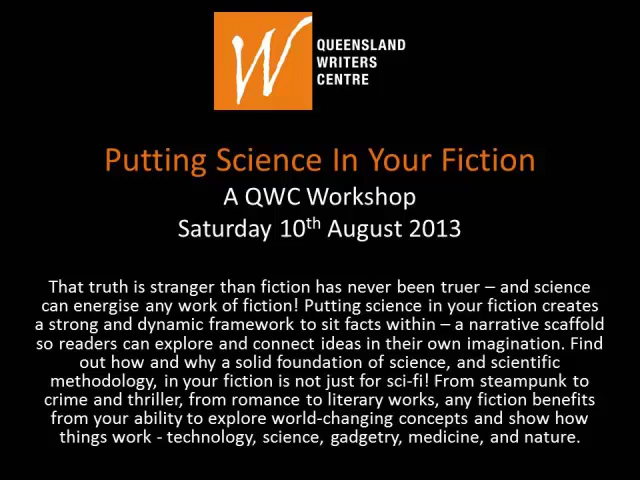 W
QUEENSLAND
WRITERS
CENTRE
Putting Science In Your Fiction
A QWC Workshop
Saturday 10th August 2013
That truth is stranger than fiction has never been truer – and science
can energise any work of fiction! Putting science in your fiction creates
a strong and dynamic framework to sit facts within – a narrative scaffold
so readers can explore and connect ideas in their own imagination. Find
out how and why a solid foundation of science, and scientific
methodology, in your fiction is not just for sci-fi! From steampunk to
crime and thriller, from romance to literary works, any fiction benefits
from your ability to explore world-changing concepts and show how
things work - technology, science, gadgetry, medicine, and nature.